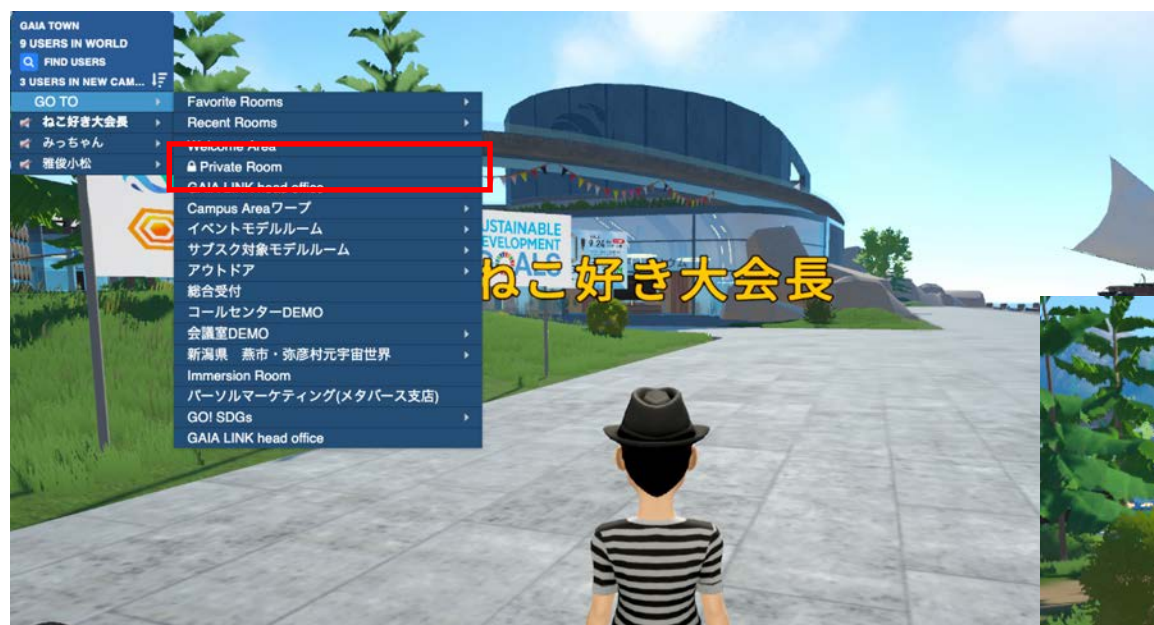 GAIA TOWN
9 USERS IN WORLD
FIND USERS
3 USERS IN NEW CAM...
GO TO
ねこ好き大会長
みっちゃん
雅俊小松
Favorite Rooms
Recent Rooms
Welcome Area
Private Room
GAIA LINK head office
Campus Areaワープ
イベントモデルルーム
サブスク対象モデルルーム
アウトドア
総合受付
コールセンターDEMO
会議室DEMO
新潟県 燕市・弥彦村元宇宙世界
Immersion Room
パーソルマーケティング(メタバース支店)
GO! SDGs
GAIA LINK head office
USTAINABLE
EVELOPMENT
ALS
9.24
ねこ好き大会長